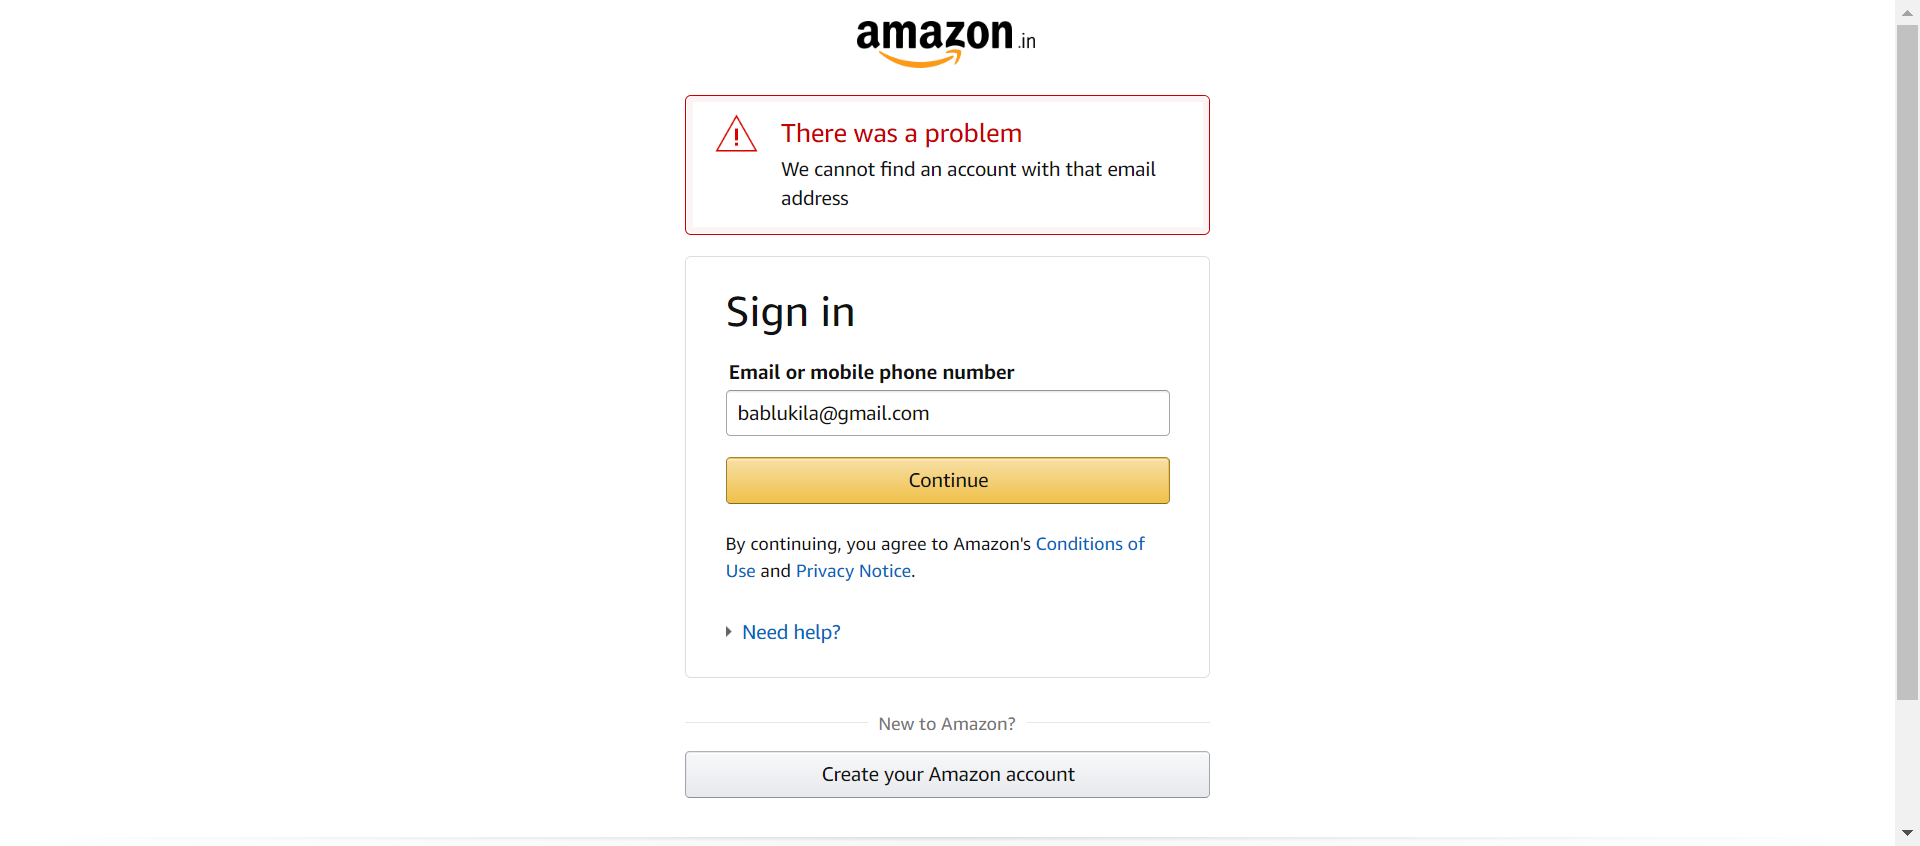 amazon.in
There was a problem
We cannot find an account with that email
address
Sign in
Email or mobile phone number
bablukila@gmail.com
Continue
By continuing, you agree to Amazon's Conditions of
Use and Privacy Notice.
Need help?
New to Amazon?
Create your Amazon account